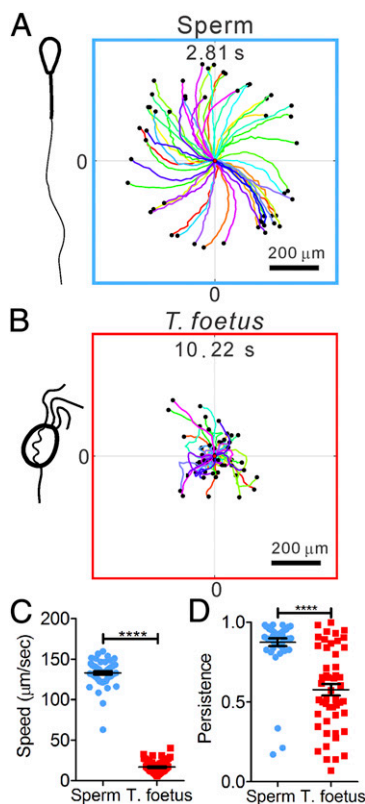 A
Sperm
2.81 s
0
200 μm
0
B
T. foetus
10.22 s
0
200 μm
0
C
D
Speed (μm/sec)
200
150
100
50
0
****
Sperm T. foetus
Persistence
1.0
0.5
0.0
****
Sperm T. foetus